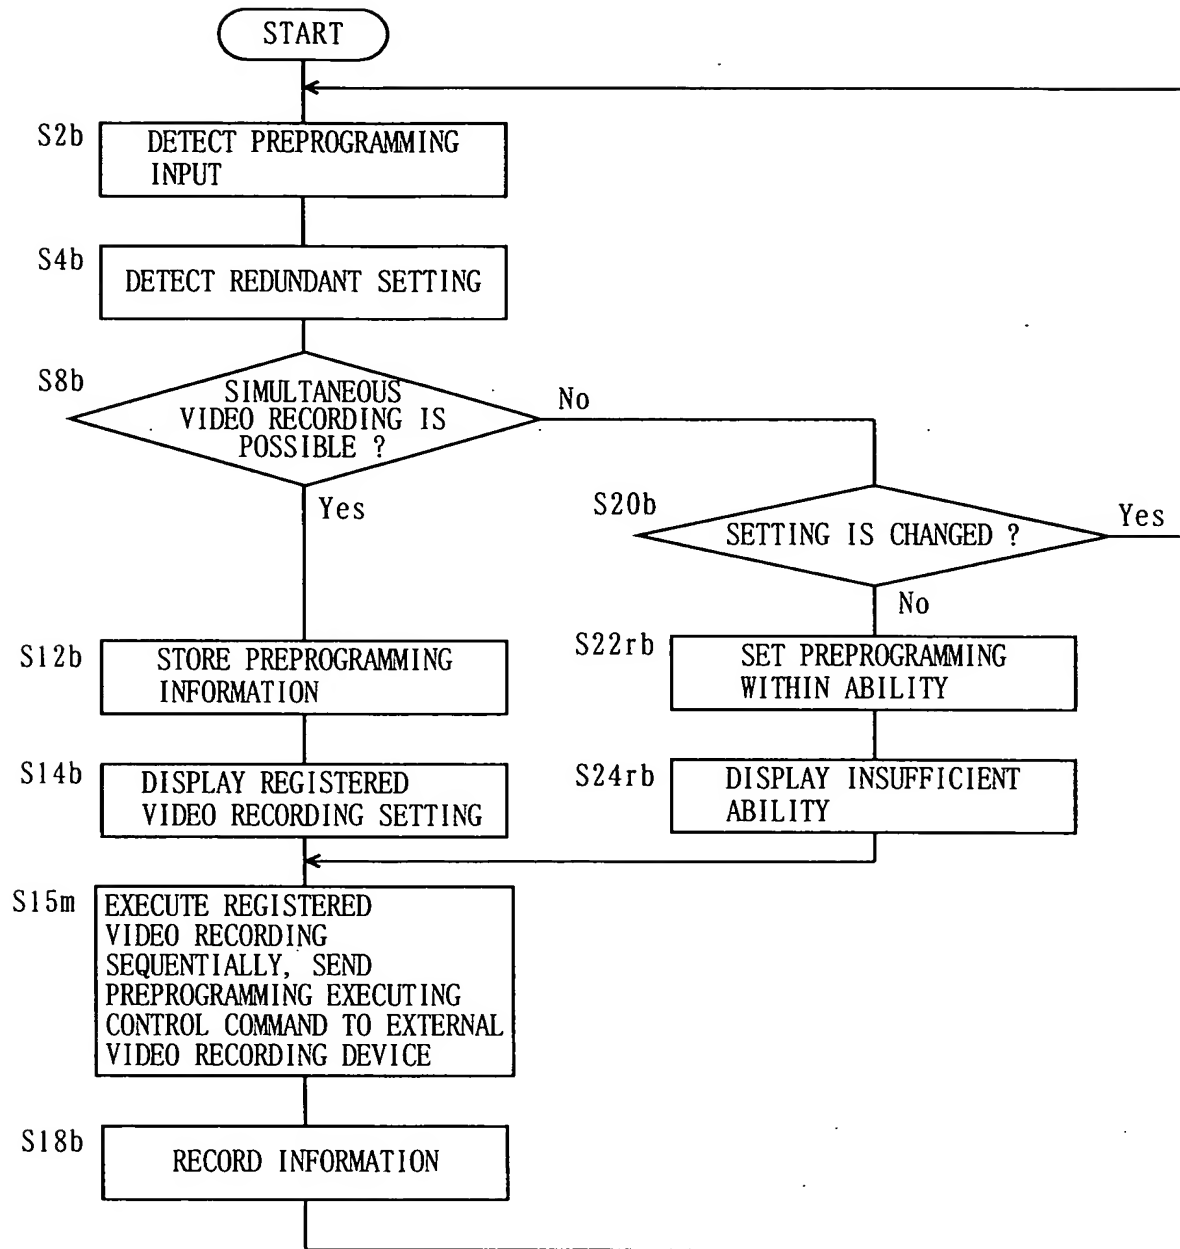 START
S2b
DETECT PREPROGRAMMING
INPUT
S4b
DETECT REDUNDANT SETTING
S8b
SIMULTANEOUS
VIDEO RECORDING IS
POSSIBLE ?
No
Yes
S20b
SETTING IS CHANGED ?
Yes
No
S12b
STORE PREPROGRAMMING
INFORMATION
S22rb
SET PREPROGRAMMING
WITHIN ABILITY
S14b
DISPLAY REGISTERED
VIDEO RECORDING SETTING
S24rb
DISPLAY INSUFFICIENT
ABILITY
S15m
EXECUTE REGISTERED
VIDEO RECORDING
SEQUENTIALLY, SEND
PREPROGRAMMING EXECUTING
CONTROL COMMAND TO EXTERNAL
VIDEO RECORDING DEVICE
S18b
RECORD INFORMATION